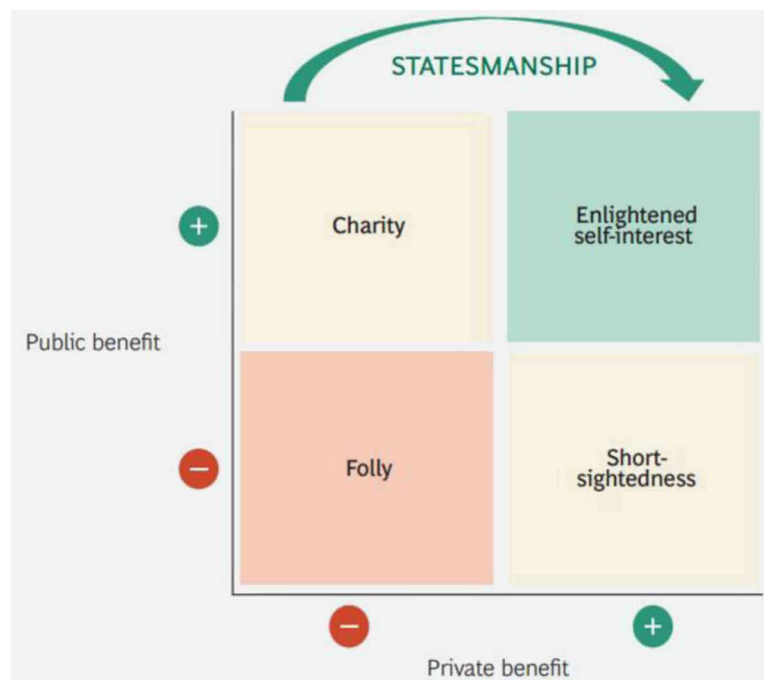 STATESMANSHIP
+
Charity
Enlightened
self-interest
Public benefit
−
Folly
Short-
sightedness
−
+
Private benefit